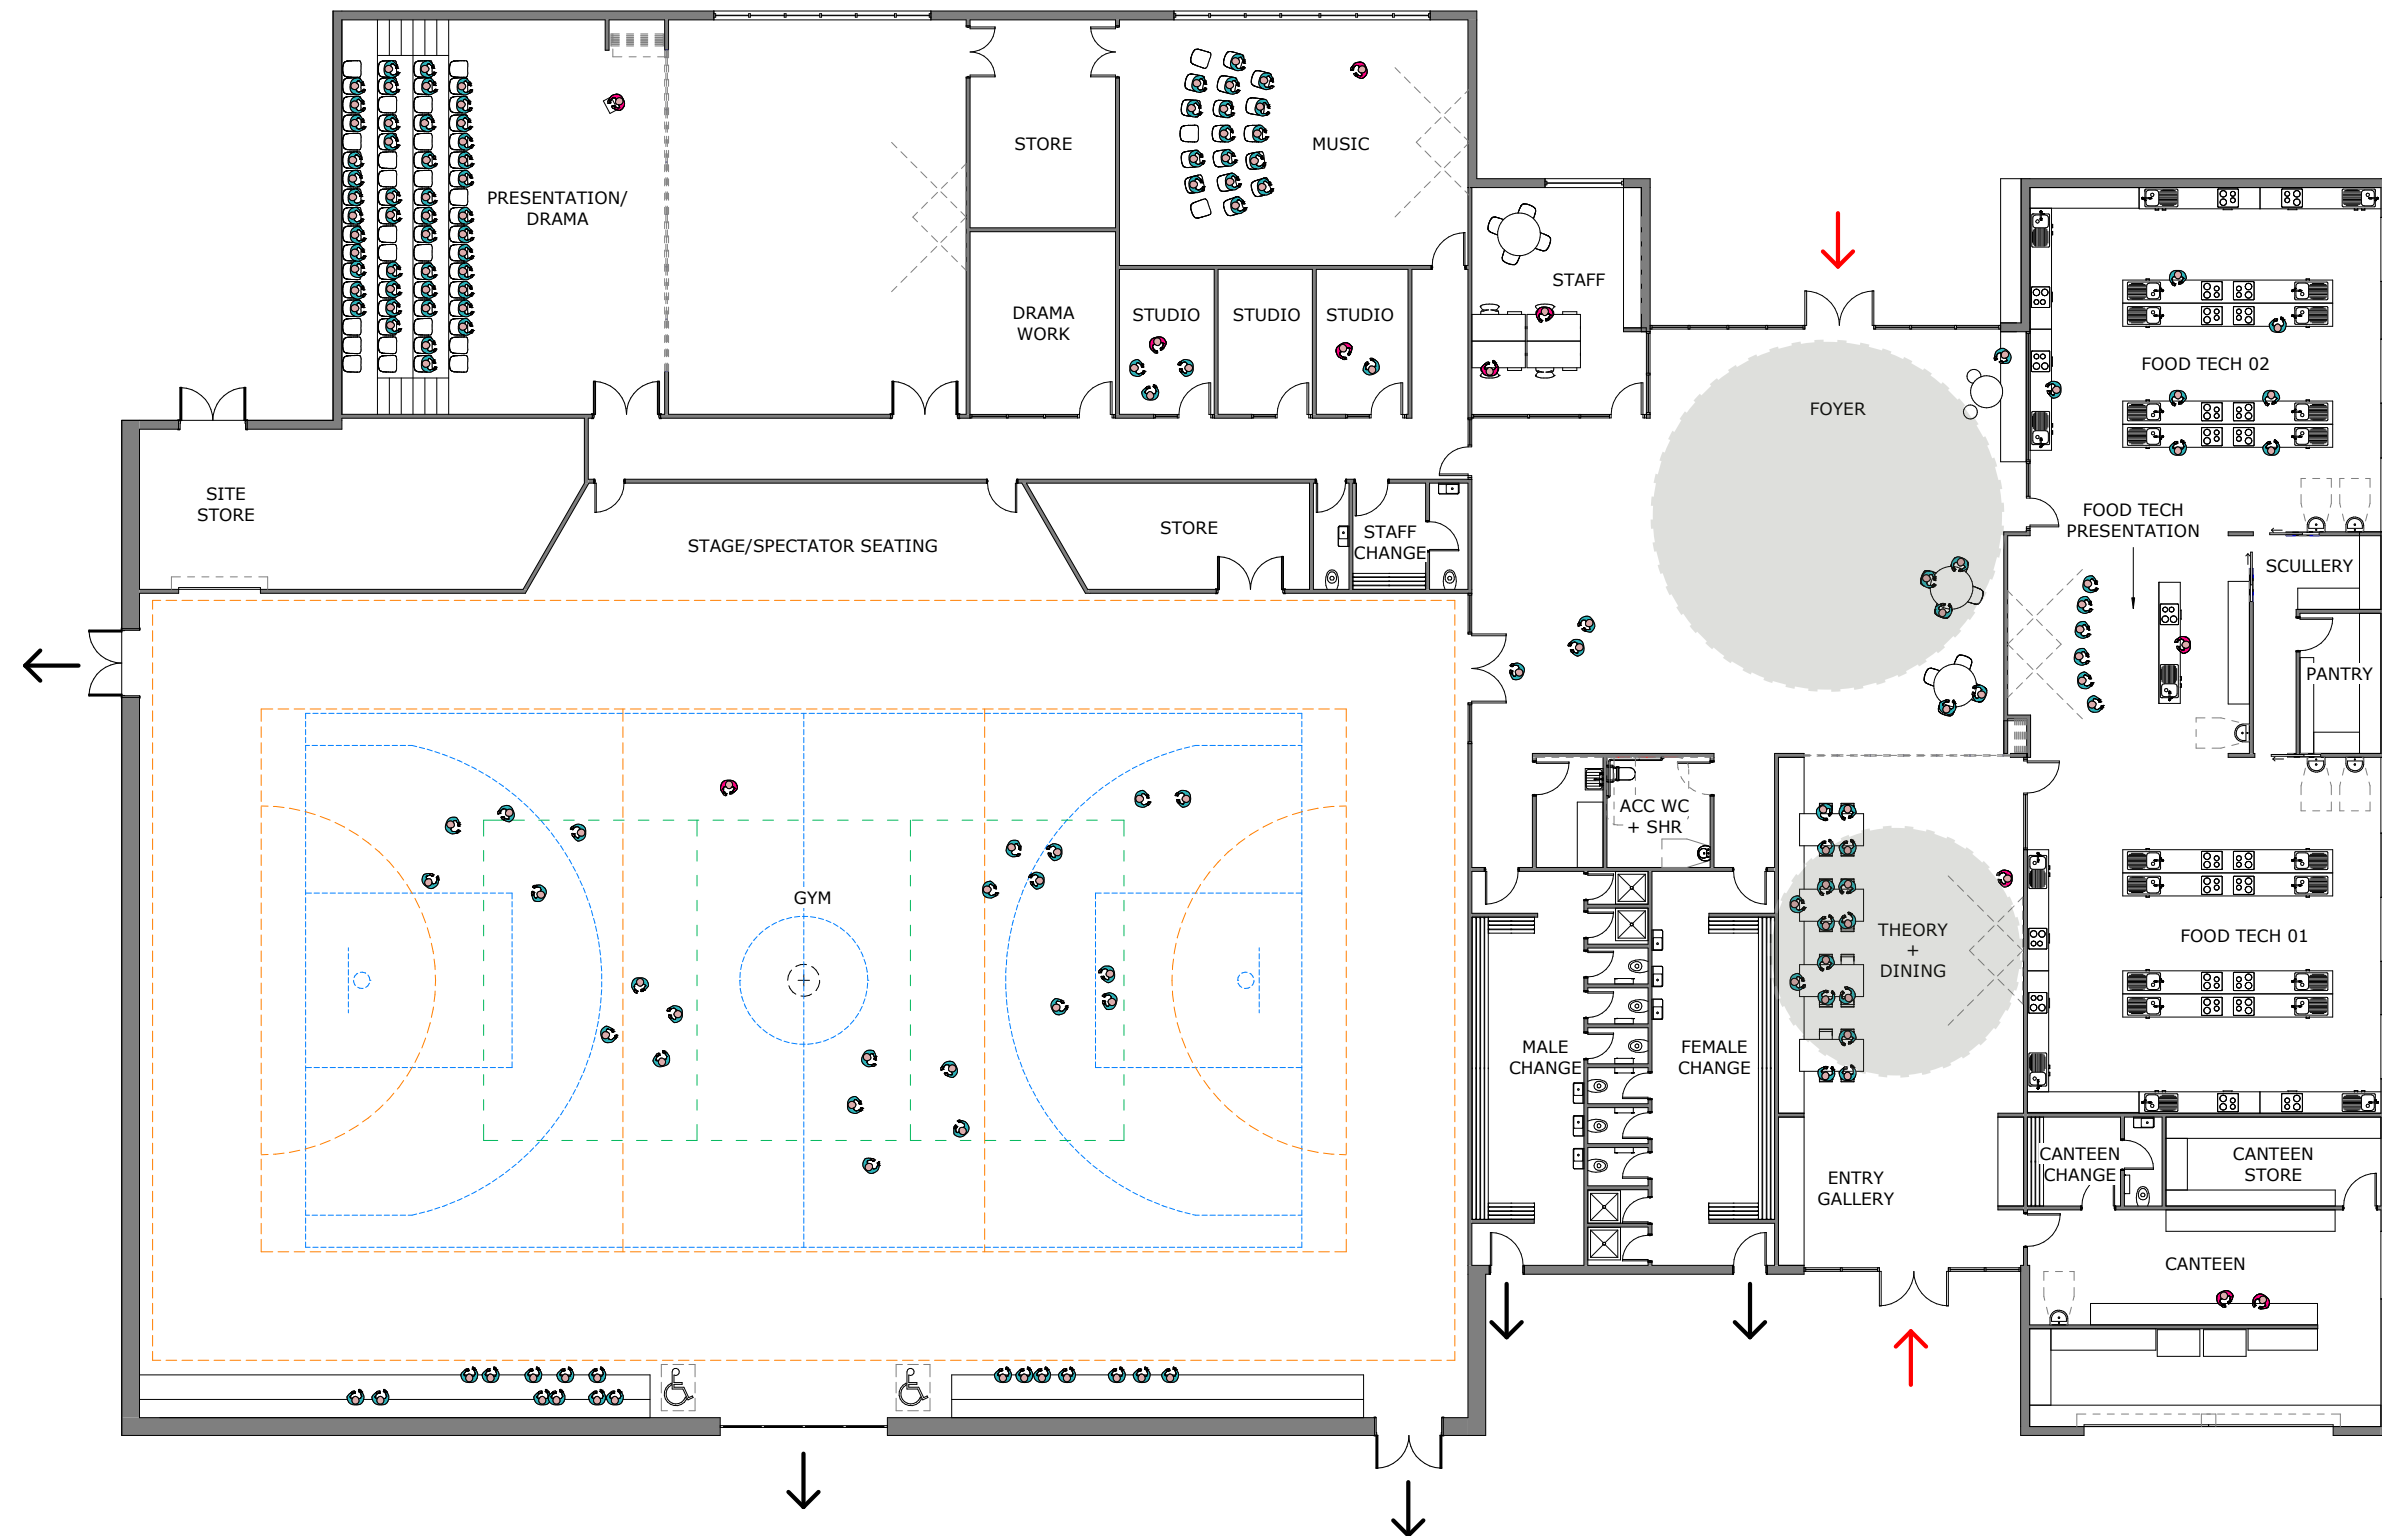 STORE
MUSIC
PRESENTATION/
DRAMA
STAFF
DRAMA
WORK
STUDIO
STUDIO
STUDIO
FOOD TECH 02
FOYER
SITE
STORE
STAGE/SPECTATOR SEATING
STORE
STAFF
CHANGE
FOOD TECH
PRESENTATION
SCULLERY
PANTRY
ACC WC
+ SHR
GYM
THEORY
+
DINING
FOOD TECH 01
MALE
CHANGE
FEMALE
CHANGE
ENTRY
GALLERY
CANTEEN
CHANGE
CANTEEN
STORE
CANTEEN